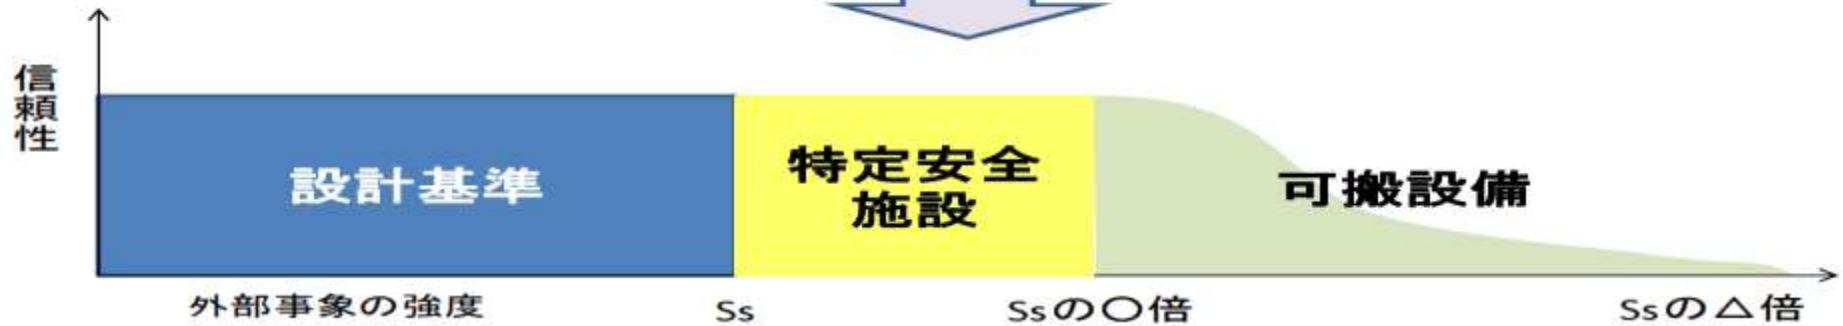 信頼性
設計基準
特定安全
施設
可搬設備
外部事象の強度
Ss
Ssの〇倍
Ssの△倍